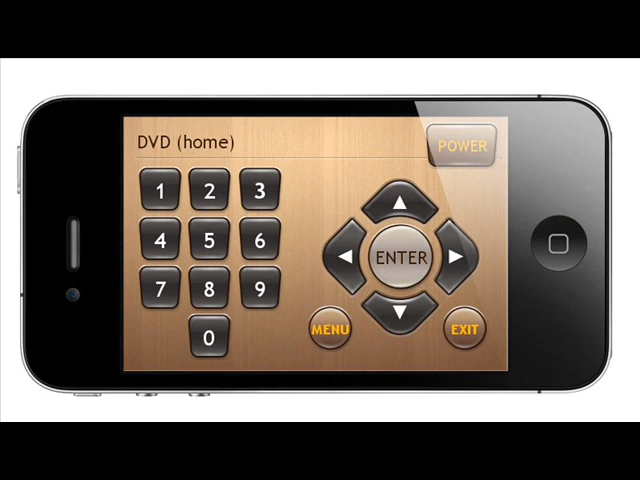 DVD (home)
POWER
1 2 3
4 5 6
7 8 9
0
ENTER
MENU
EXIT